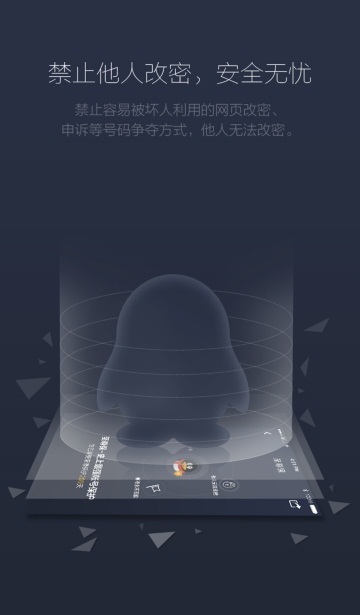 禁止他人改密，安全无忧
禁止容易被坏人利用的网页改密、
申诉等号码争夺方式，他人无法改密。